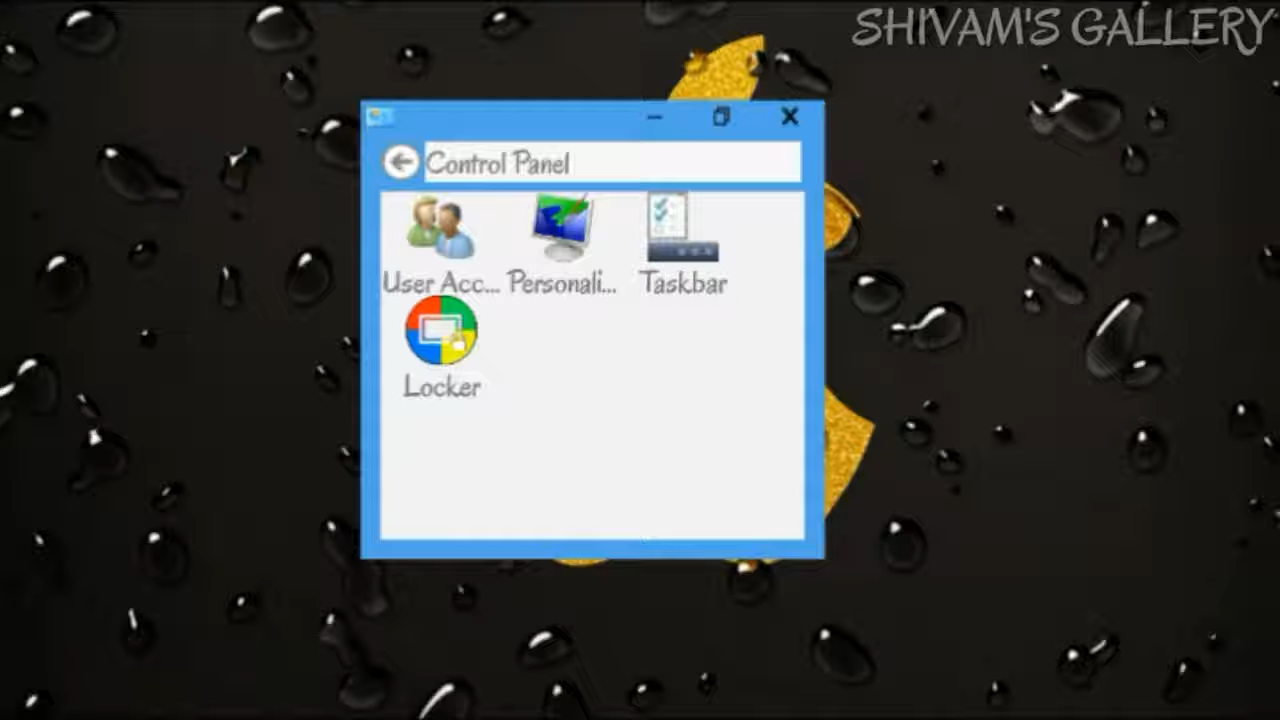 SHIVAM'S GALLERY
Control Panel
User Acc... Personali... Taskbar
Locker